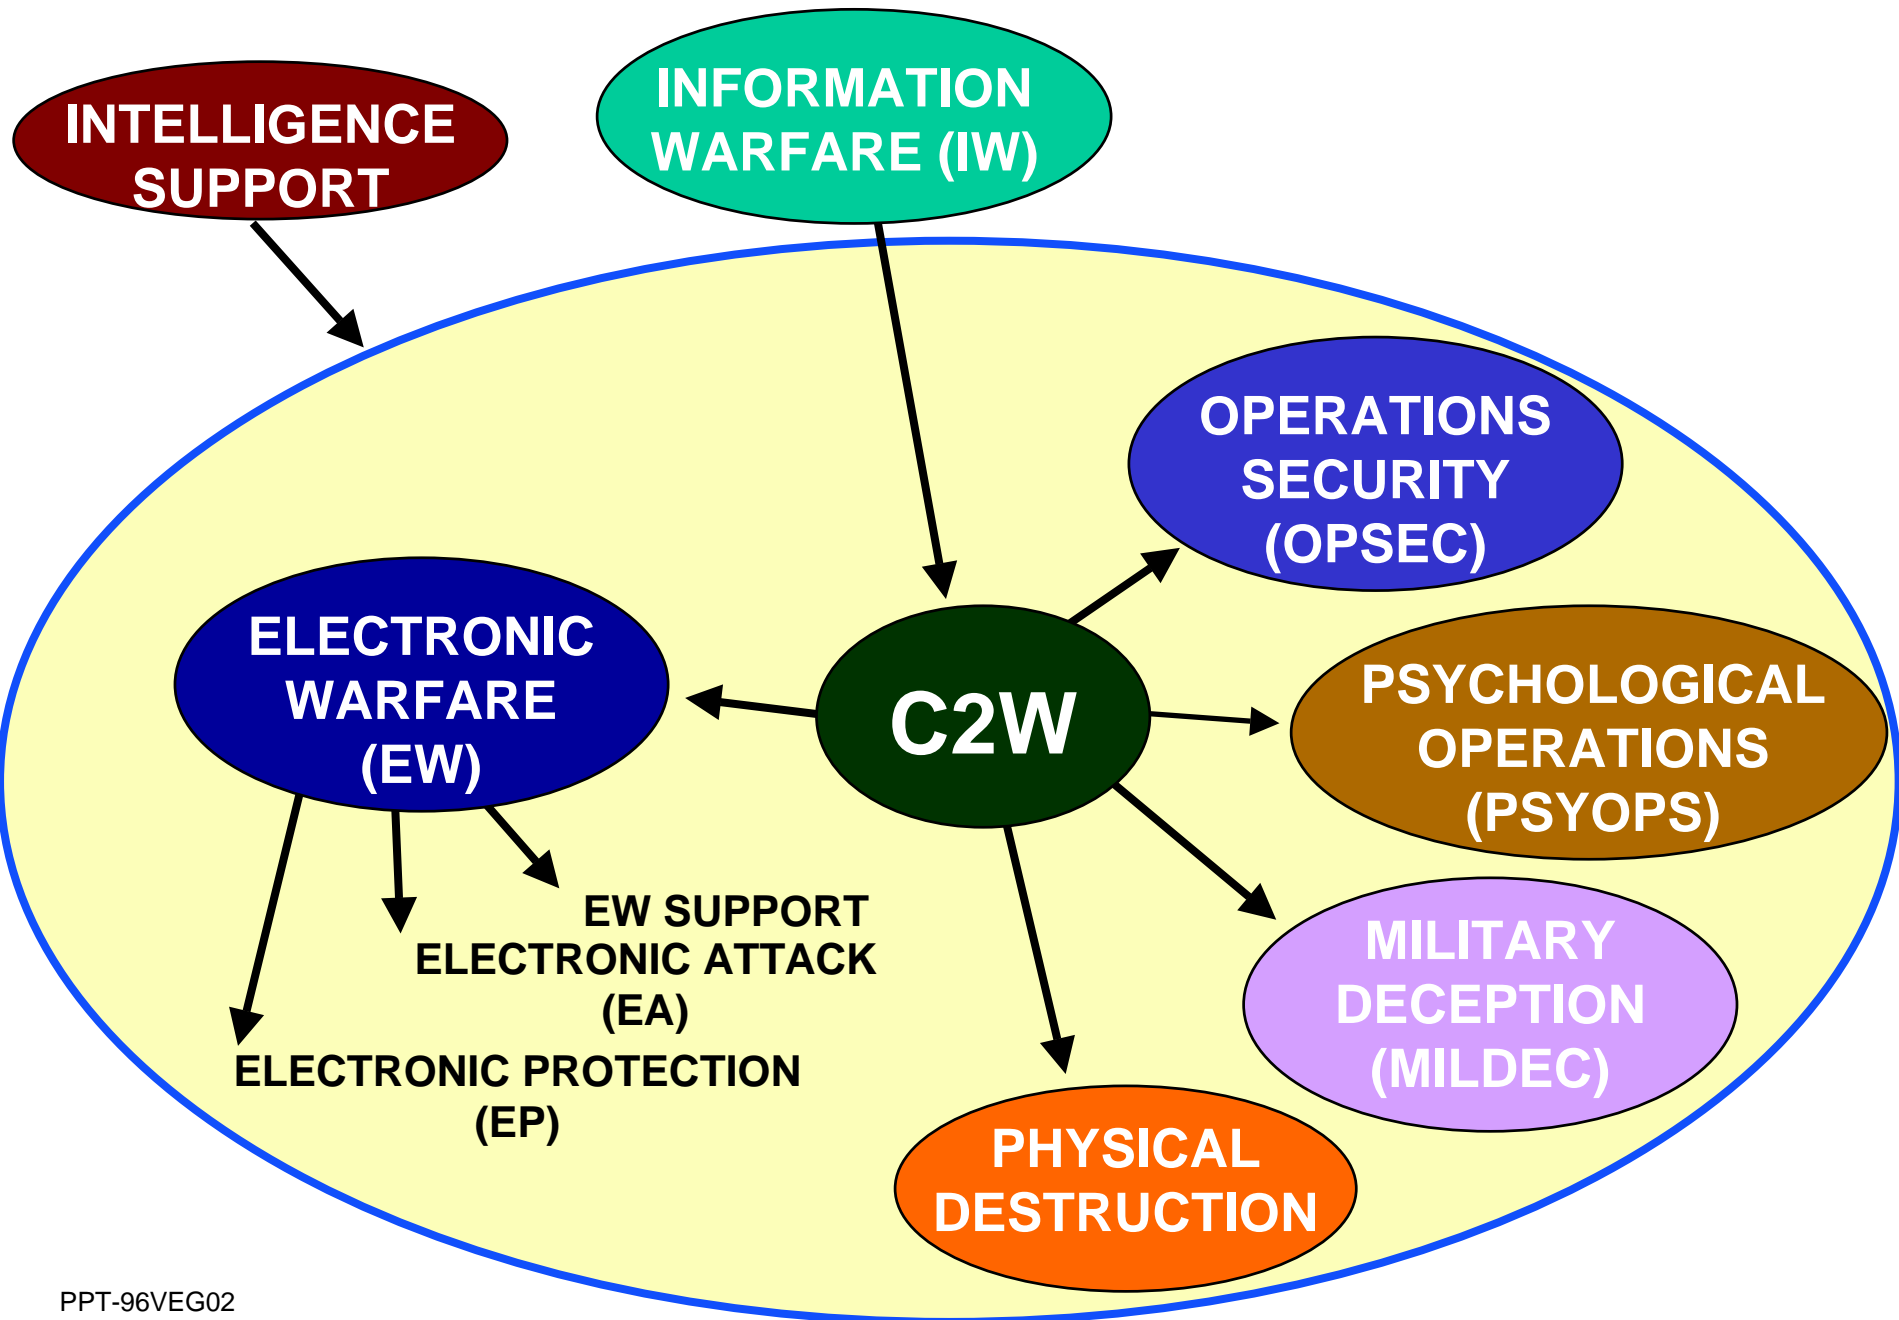 INTELLIGENCE
SUPPORT
INFORMATION
WARFARE (IW)
OPERATIONS
SECURITY
(OPSEC)
ELECTRONIC
WARFARE
(EW)
C2W
PSYCHOLOGICAL
OPERATIONS
(PSYOPS)
EW SUPPORT
ELECTRONIC ATTACK
(EA)
ELECTRONIC PROTECTION
(EP)
MILITARY
DECEPTION
(MILDEC)
PHYSICAL
DESTRUCTION
PPT-96VEG02